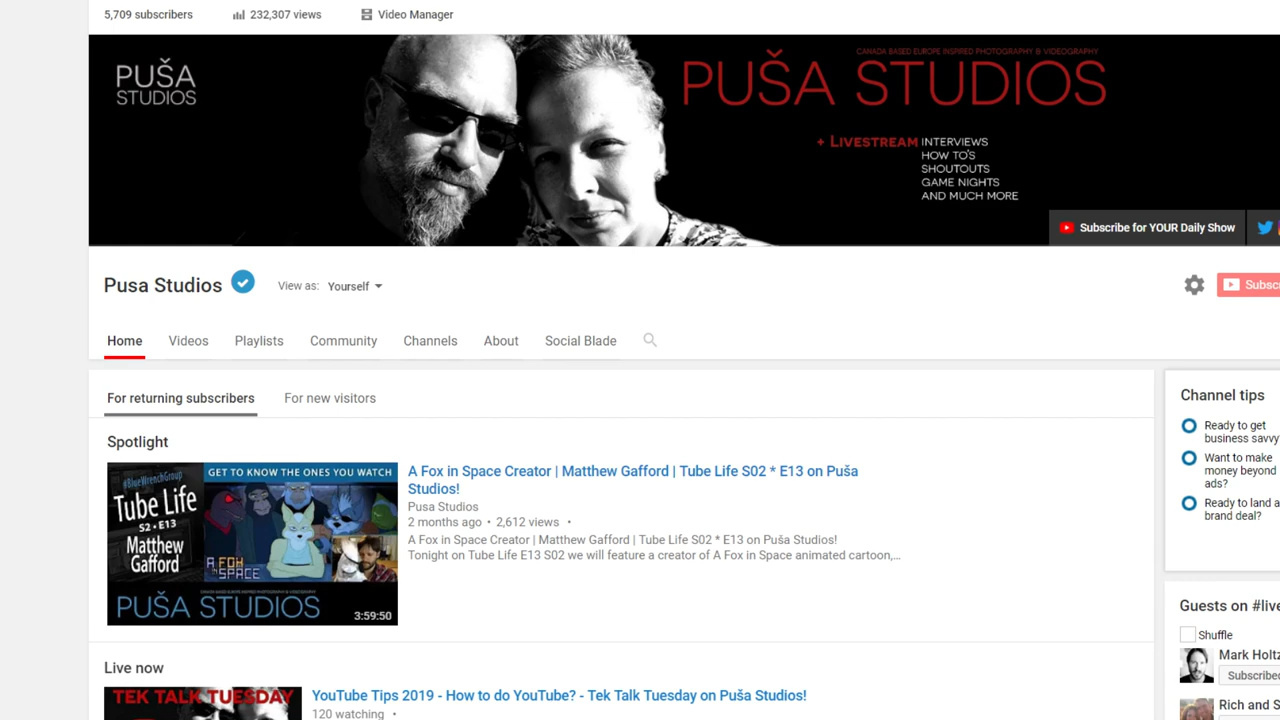 5,709 subscribers
232,307 views
Video Manager
PUŠA
STUDIOS
CANADA BASED EUROPE INSPIRED PHOTOGRAPHY & VIDEOGRAPHY
PUŠA STUDIOS
+ LIVESTREAM INTERVIEWS
HOW TO'S
SHOUTOUTS
GAME NIGHTS
AND MUCH MORE
Subscribe for YOUR Daily Show
Pusa Studios
View as: Yourself
Subsc
Home Videos Playlists Community Channels About Social Blade
For returning subscribers For new visitors
Spotlight
#BlueWrenchGroup
Tube Life
S2 • E13
Matthew
Gafford
GET TO KNOW THE ONES YOU WATCH
A FOX
IN SPACE
CANADA BASED EUROPE INSPIRED PHOTOGRAPHY & VIDEOGRAPHY
PUŠA STUDIOS
3:59:50
A Fox in Space Creator | Matthew Gafford | Tube Life S02 * E13 on Puša
Studios!
Pusa Studios
2 months ago • 2,612 views •
A Fox in Space Creator | Matthew Gafford | Tube Life S02 * E13 on Puša Studios!
Tonight on Tube Life E13 S02 we will feature a creator of A Fox in Space animated cartoon,...
Live now
TEK TALK TUESDAY
YouTube Tips 2019 - How to do YouTube? - Tek Talk Tuesday on Puša Studios!
120 watching •
Channel tips
Ready to get
business savvy
Want to make
money beyond
ads?
Ready to land a
brand deal?
Guests on #live
Shuffle
Mark Holtz
Subscribed
Rich and S